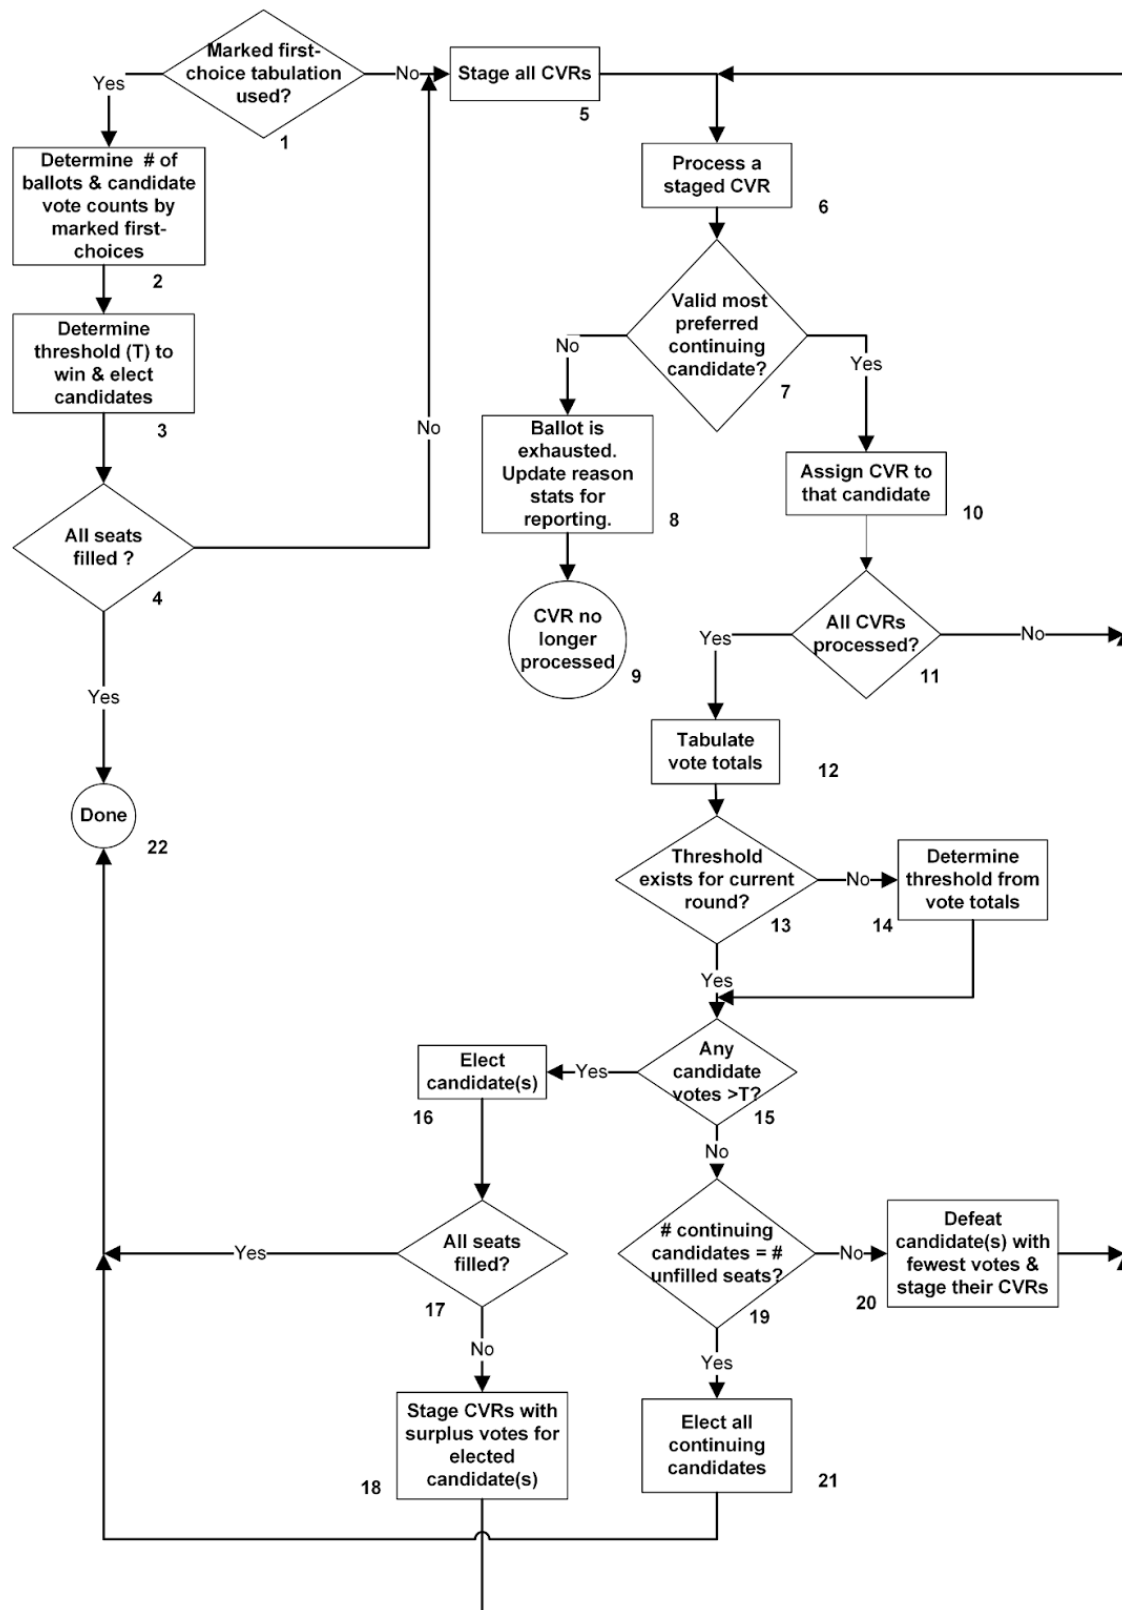 Marked first-
choice tabulation
used?
1
Yes
No
Stage all CVRs
5
Determine # of
ballots & candidate
vote counts by
marked first-
choices
2
Process a
staged CVR
6
Determine
threshold (T) to
win & elect
candidates
3
Valid most
preferred
continuing
candidate?
7
No
Yes
No
All seats
filled ?
4
Yes
Ballot is
exhausted.
Update reason
stats for
reporting.
8
Assign CVR to
that candidate
10
CVR no
longer
processed
9
All CVRs
processed?
11
Yes
No
Tabulate
vote totals
12
Done
22
Threshold
exists for current
round?
13
No
Determine
threshold from
vote totals
14
Yes
Any
candidate
votes >T?
15
Yes
Elect
candidate(s)
16
No
All seats
filled?
17
Yes
No
# continuing
candidates = #
unfilled seats?
19
No
Defeat
candidate(s) with
fewest votes &
stage their CVRs
20
Yes
Stage CVRs with
surplus votes for
elected
candidate(s)
18
Elect all
continuing
candidates
21